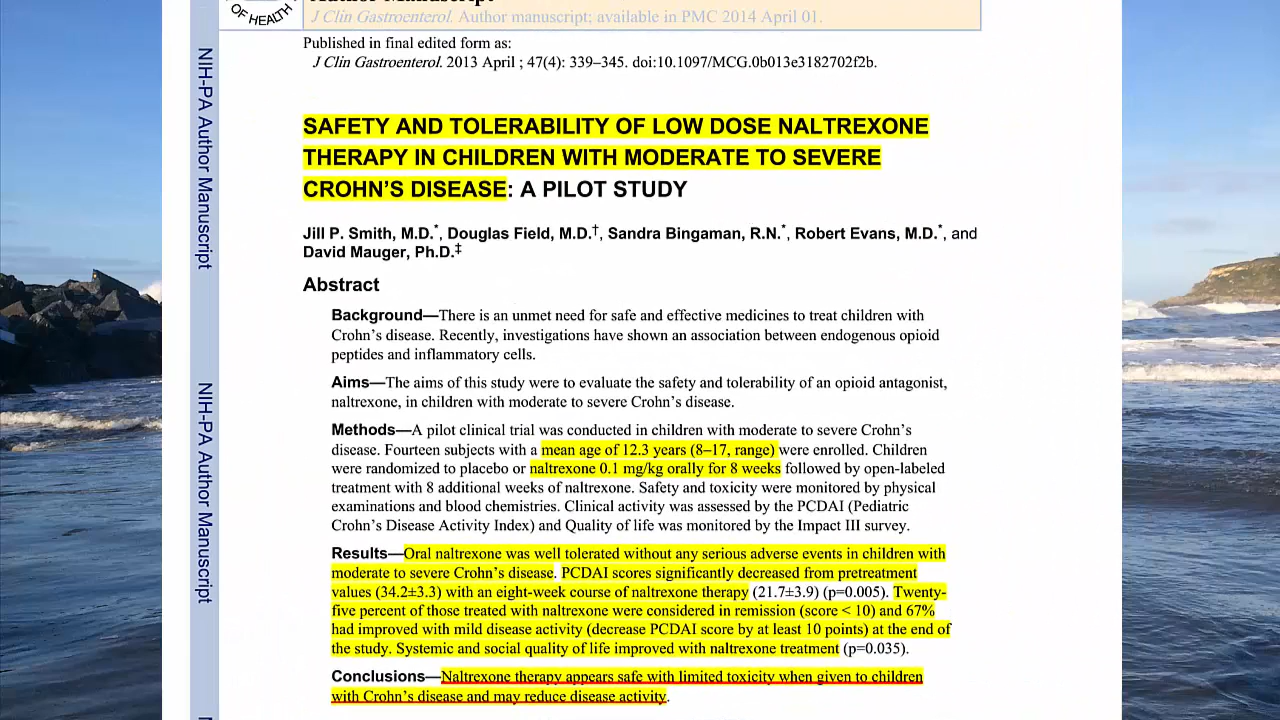 Author Manuscript
OF HEALTH
J Clin Gastroenterol. Author manuscript; available in PMC 2014 April 01.
Published in final edited form as:
J Clin Gastroenterol. 2013 April ; 47(4): 339–345. doi:10.1097/MCG.0b013e3182702f2b.
NIH-PA Author Manuscript
NIH-PA Author Manuscript
SAFETY AND TOLERABILITY OF LOW DOSE NALTREXONE
THERAPY IN CHILDREN WITH MODERATE TO SEVERE
CROHN’S DISEASE: A PILOT STUDY
Jill P. Smith, M.D.*, Douglas Field, M.D.†, Sandra Bingaman, R.N.*, Robert Evans, M.D.*, and
David Mauger, Ph.D.‡
Abstract
Background—There is an unmet need for safe and effective medicines to treat children with
Crohn’s disease. Recently, investigations have shown an association between endogenous opioid
peptides and inflammatory cells.
Aims—The aims of this study were to evaluate the safety and tolerability of an opioid antagonist,
naltrexone, in children with moderate to severe Crohn’s disease.
Methods—A pilot clinical trial was conducted in children with moderate to severe Crohn’s
disease. Fourteen subjects with a mean age of 12.3 years (8–17, range) were enrolled. Children
were randomized to placebo or naltrexone 0.1 mg/kg orally for 8 weeks followed by open-labeled
treatment with 8 additional weeks of naltrexone. Safety and toxicity were monitored by physical
examinations and blood chemistries. Clinical activity was assessed by the PCDAI (Pediatric
Crohn’s Disease Activity Index) and Quality of life was monitored by the Impact III survey.
Results—Oral naltrexone was well tolerated without any serious adverse events in children with
moderate to severe Crohn’s disease. PCDAI scores significantly decreased from pretreatment
values (34.2±3.3) with an eight-week course of naltrexone therapy (21.7±3.9) (p=0.005). Twenty-
five percent of those treated with naltrexone were considered in remission (score < 10) and 67%
had improved with mild disease activity (decrease PCDAI score by at least 10 points) at the end of
the study. Systemic and social quality of life improved with naltrexone treatment (p=0.035).
Conclusions—Naltrexone therapy appears safe with limited toxicity when given to children
with Crohn’s disease and may reduce disease activity.